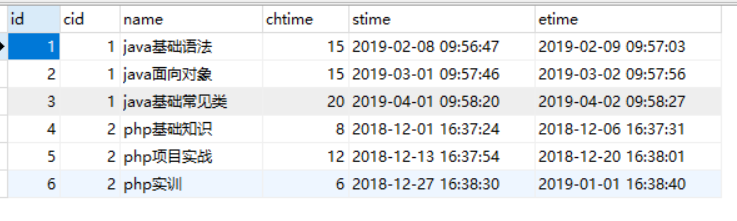 id cid name chtime stime etime
1 1 java基础语法 15 2019-02-08 09:56:47 2019-02-09 09:57:03
2 1 java面向对象 15 2019-03-01 09:57:46 2019-03-02 09:57:56
3 1 java基础常见类 20 2019-04-01 09:58:20 2019-04-02 09:58:27
4 2 php基础知识 8 2018-12-01 16:37:24 2018-12-06 16:37:31
5 2 php项目实战 12 2018-12-13 16:37:54 2018-12-20 16:38:01
6 2 php实训 6 2018-12-27 16:38:30 2019-01-01 16:38:40